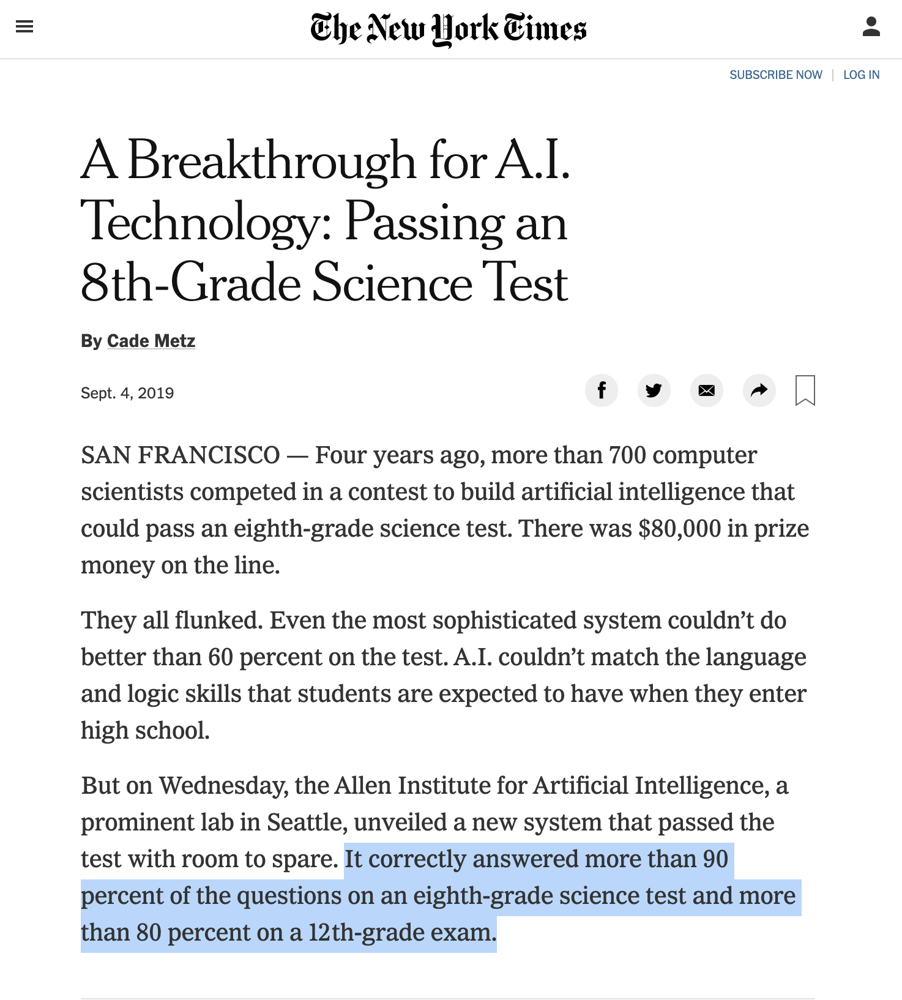 The New York Times
SUBSCRIBE NOW | LOG IN
A Breakthrough for A.I.
Technology: Passing an
8th-Grade Science Test
By Cade Metz
Sept. 4, 2019
SAN FRANCISCO — Four years ago, more than 700 computer
scientists competed in a contest to build artificial intelligence that
could pass an eighth-grade science test. There was $80,000 in prize
money on the line.
They all flunked. Even the most sophisticated system couldn’t do
better than 60 percent on the test. A.I. couldn’t match the language
and logic skills that students are expected to have when they enter
high school.
But on Wednesday, the Allen Institute for Artificial Intelligence, a
prominent lab in Seattle, unveiled a new system that passed the
test with room to spare. It correctly answered more than 90
percent of the questions on an eighth-grade science test and more
than 80 percent on a 12th-grade exam.